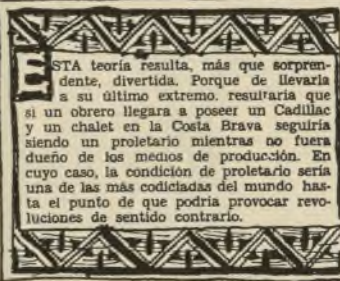 ESTA teoría resulta, más que sorpren-
dente, divertida. Porque de llevarla
a su último extremo. resultaría que
si un obrero llegara a poseer un Cadillac
y un chalet en la Costa Brava seguiría
siendo un proletario mientras no fuera
dueño de los medios de producción. En
cuyo caso, la condición de proletario sería
una de las más codiciadas del mundo has-
ta el punto de que podría provocar revo-
luciones de sentido contrario.